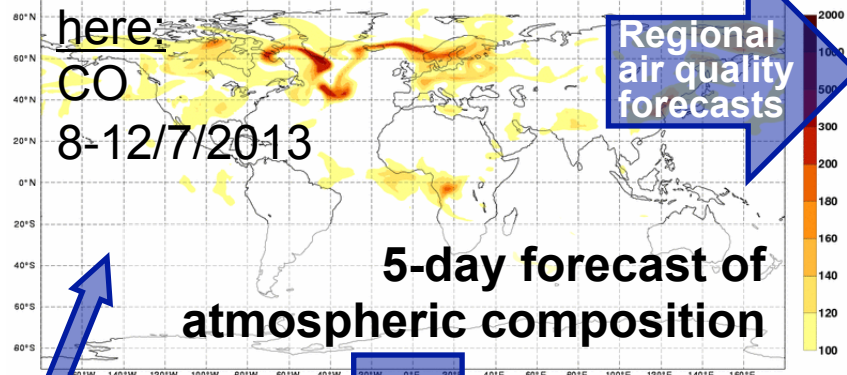 here:
CO
8-12/7/2013
Regional
air quality
forecasts
5-day forecast of
atmospheric composition
80°N
60°N
40°N
20°N
0°N
20°S
40°S
60°S
80°S
2000
300
200
180
160
140
120
100